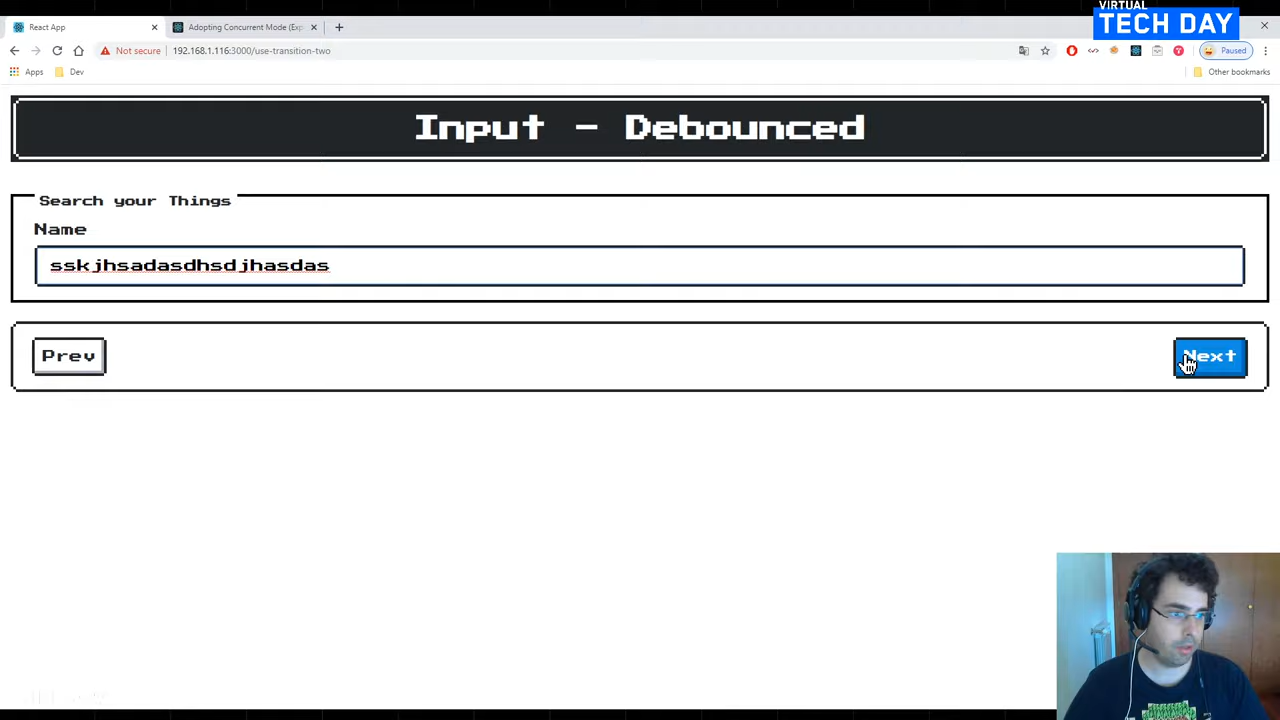 VIRTUAL
TECH DAY
React App
Adopting Concurrent Mode (Exp
Not secure
192.168.1.116:3000/use-transition-two
Paused
Apps
Dev
Other bookmarks
Input - Debounced
Search your Things
Name
sskjhsadasdhsdjhasdas
Prev
Next